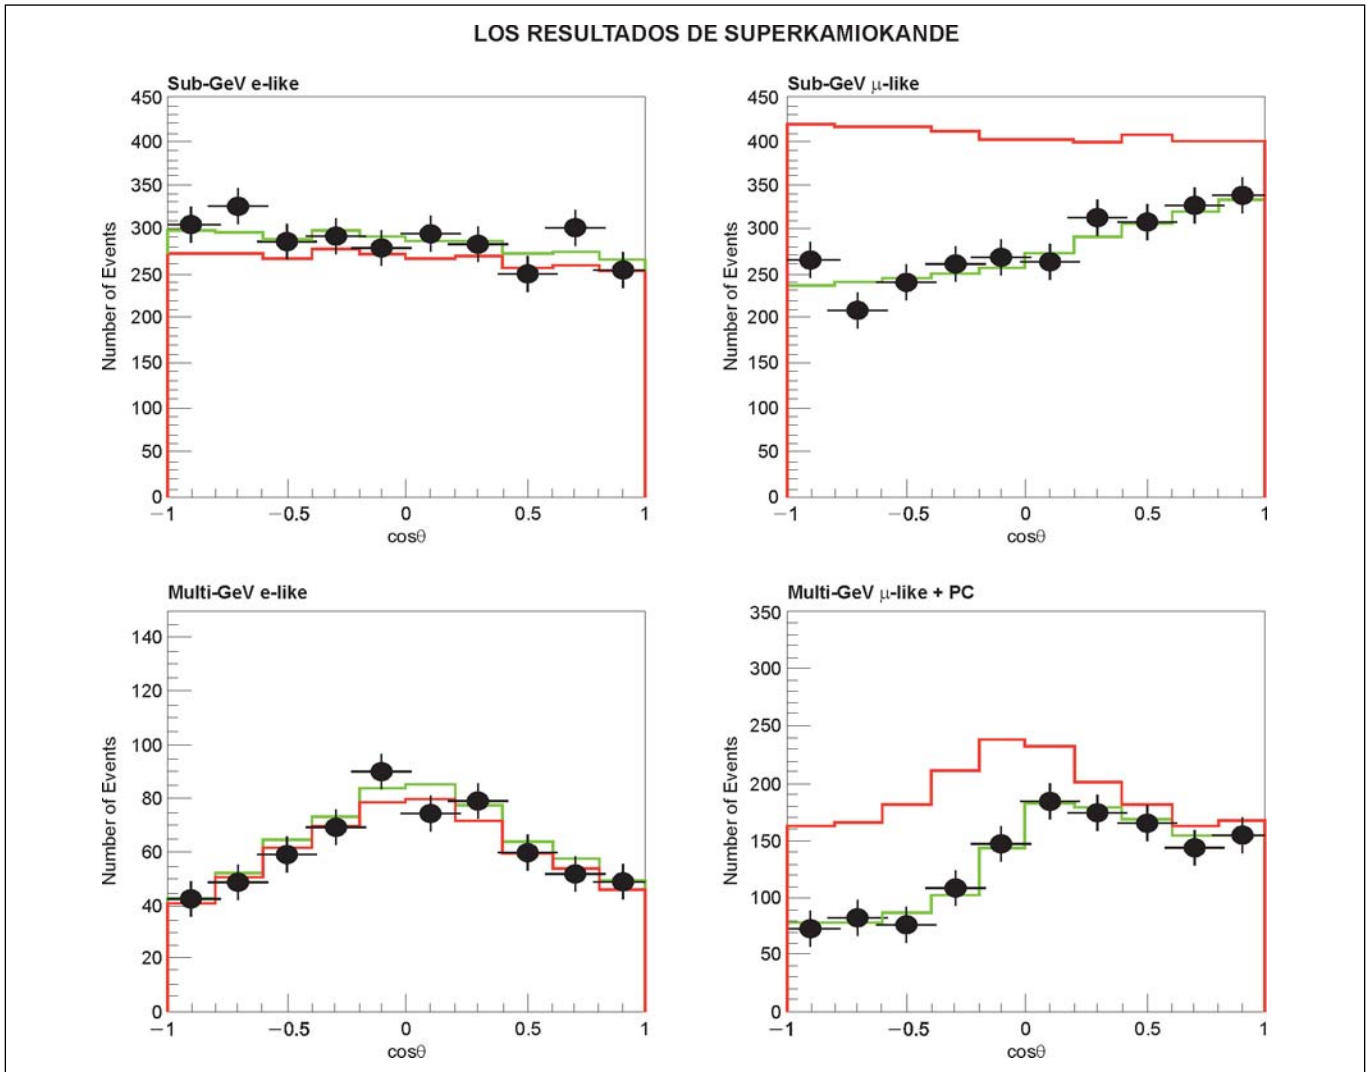 LOS RESULTADOS DE SUPERKAMIOKANDE
Sub-GeV e-like
450
400
350
300
250
200
150
100
50
0
Number of Events
−1 −0.5 0 0.5 1
cosθ
Sub-GeV μ-like
450
400
350
300
250
200
150
100
50
0
Number of Events
−1 −0.5 0 0.5 1
cosθ
Multi-GeV e-like
140
120
100
80
60
40
20
0
Number of Events
−1 −0.5 0 0.5 1
cosθ
Multi-GeV μ-like + PC
350
300
250
200
150
100
50
0
Number of Events
−1 −0.5 0 0.5 1
cosθ